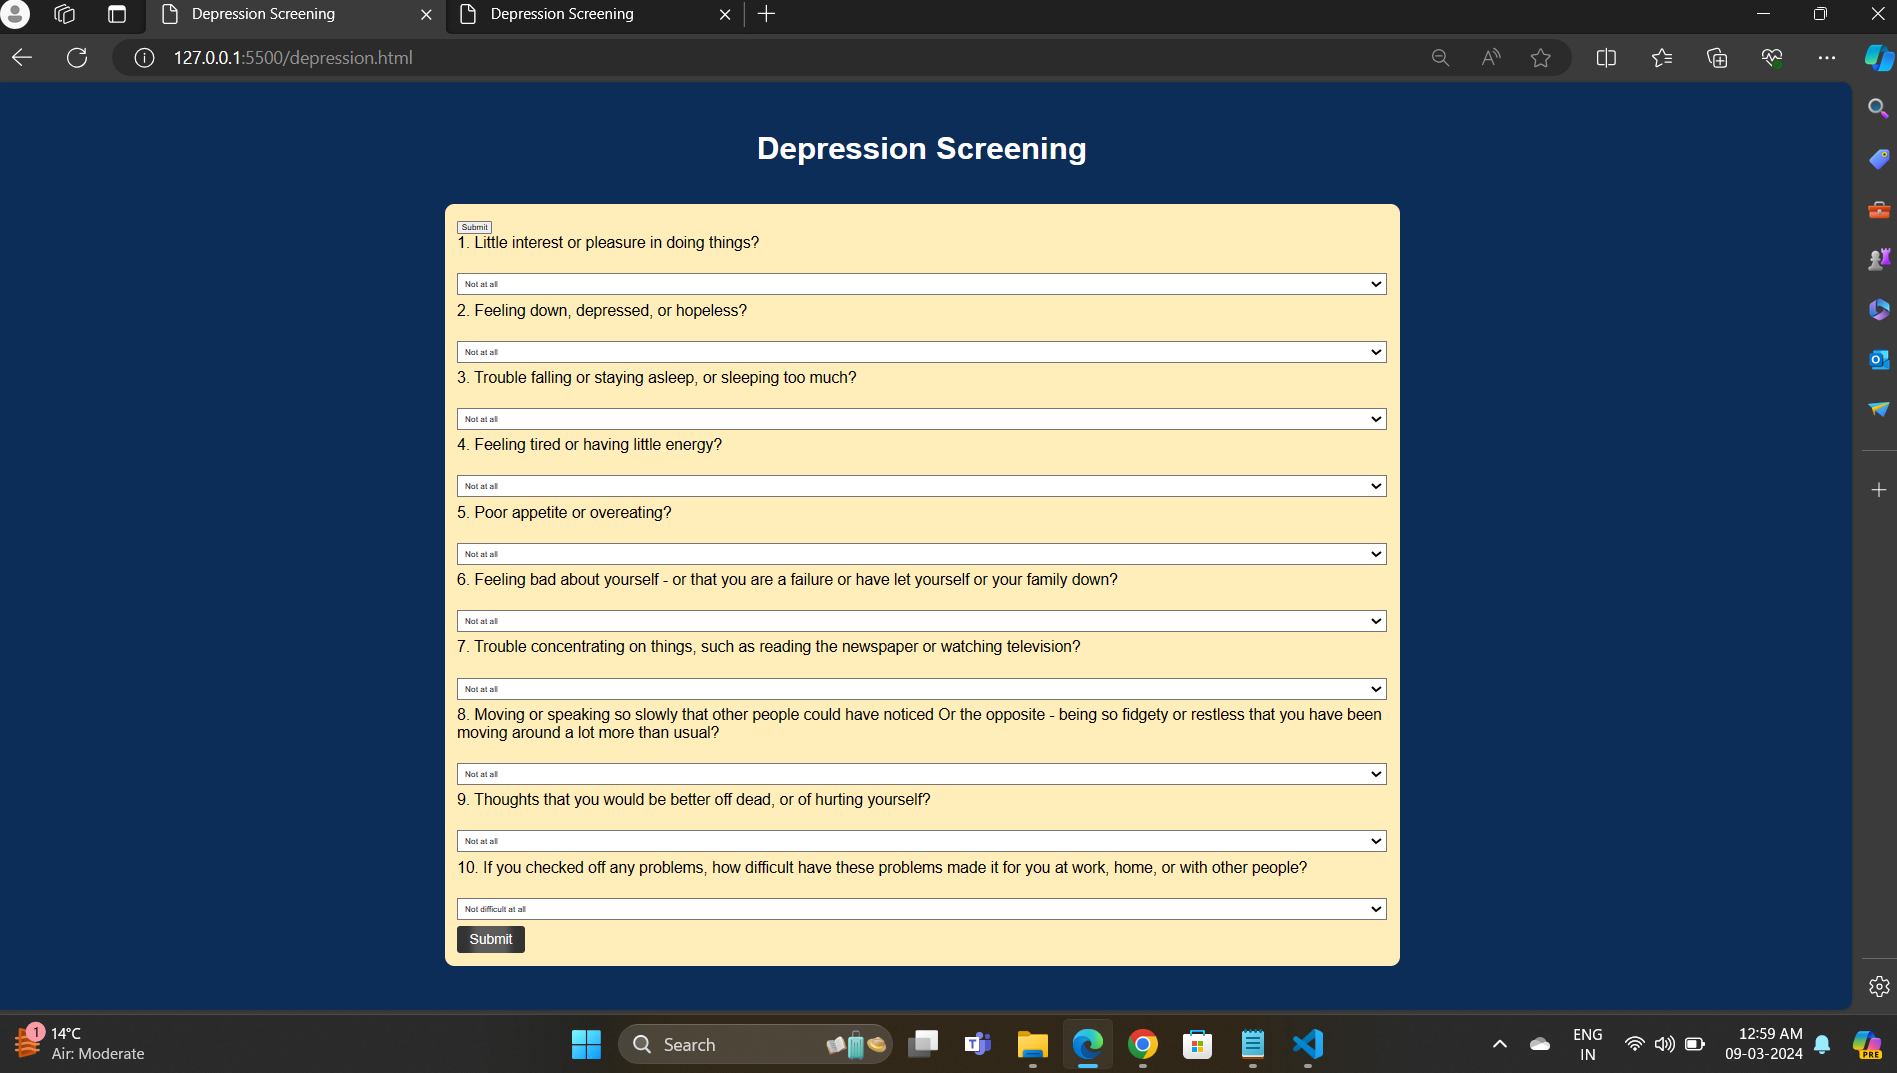 Depression Screening
Depression Screening
127.0.0.1:5500/depression.html
Depression Screening
Submit
1. Little interest or pleasure in doing things?
Not at all
2. Feeling down, depressed, or hopeless?
Not at all
3. Trouble falling or staying asleep, or sleeping too much?
Not at all
4. Feeling tired or having little energy?
Not at all
5. Poor appetite or overeating?
Not at all
6. Feeling bad about yourself - or that you are a failure or have let yourself or your family down?
Not at all
7. Trouble concentrating on things, such as reading the newspaper or watching television?
Not at all
8. Moving or speaking so slowly that other people could have noticed Or the opposite - being so fidgety or restless that you have been
moving around a lot more than usual?
Not at all
9. Thoughts that you would be better off dead, or of hurting yourself?
Not at all
10. If you checked off any problems, how difficult have these problems made it for you at work, home, or with other people?
Not difficult at all
Submit
1
14°C
Air: Moderate
Search
ENG
IN
12:59 AM
09-03-2024
PRE